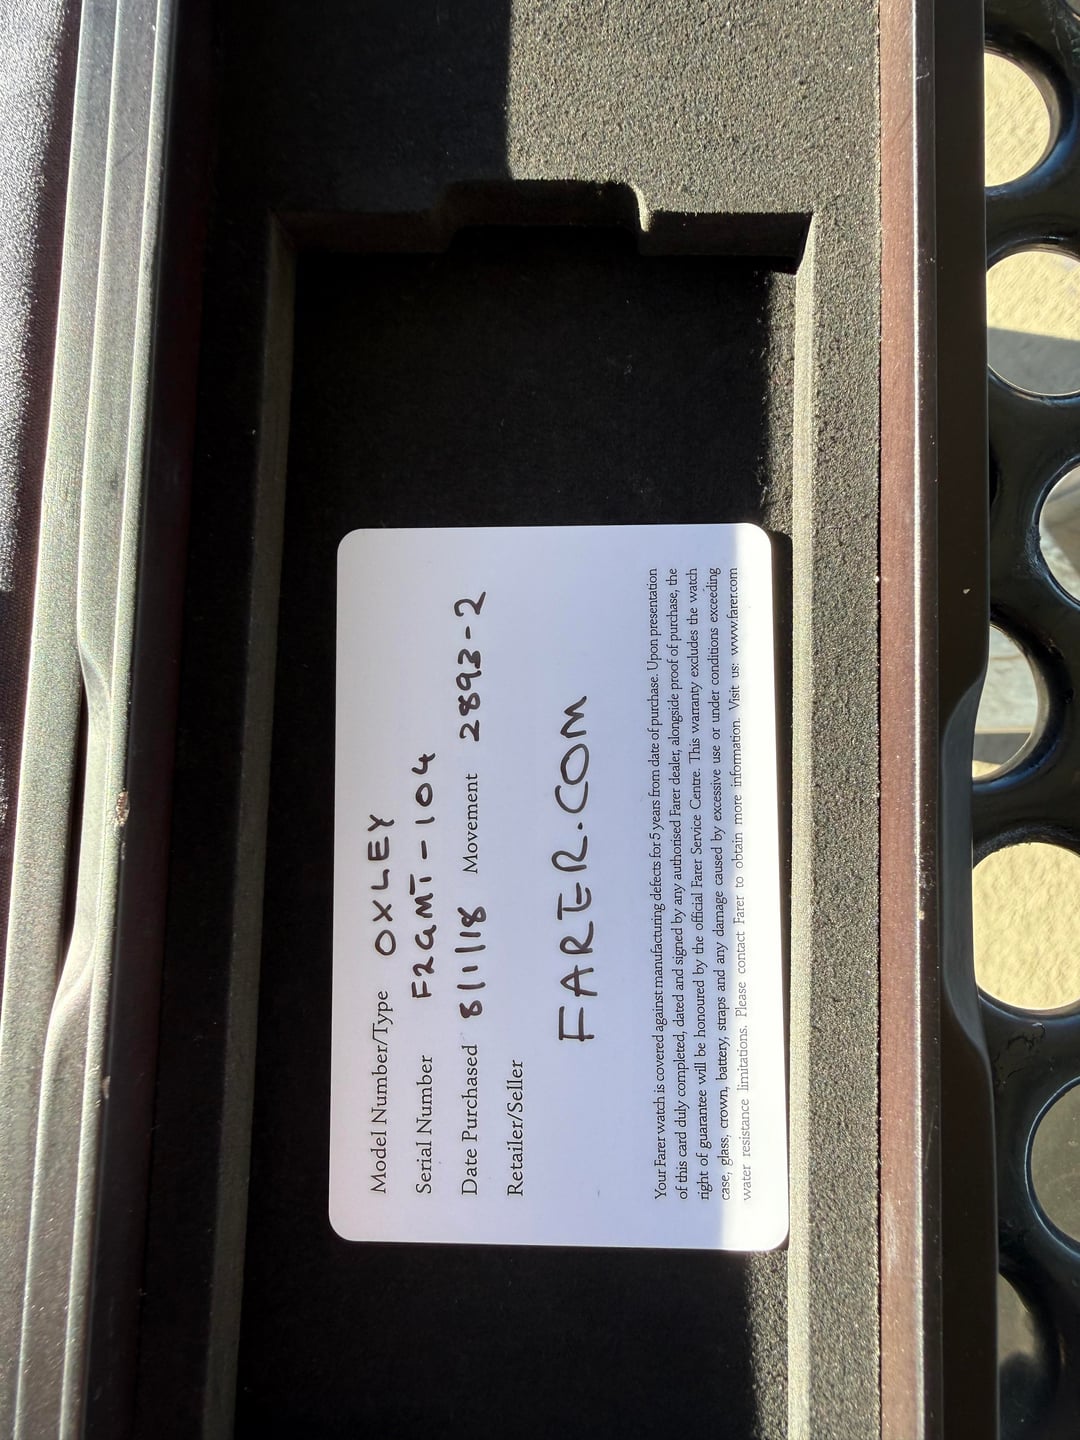 Model Number/Type OXLEY
Serial Number F2GMT-104
Date Purchased 8/1/18 Movement 2893-2
Retailer/Seller
FARER.COM
Your Farer watch is covered against manufacturing defects for 5 years from date of purchase. Upon presentation
of this card duly completed, dated and signed by any authorised Farer dealer, alongside proof of purchase, the
right of guarantee will be honoured by the official Farer Service Centre. This warranty excludes the watch
case, glass, crown, battery, straps and any damage caused by excessive use or under conditions exceeding
water resistance limitations. Please contact Farer to obtain more information. Visit us: www.farer.com